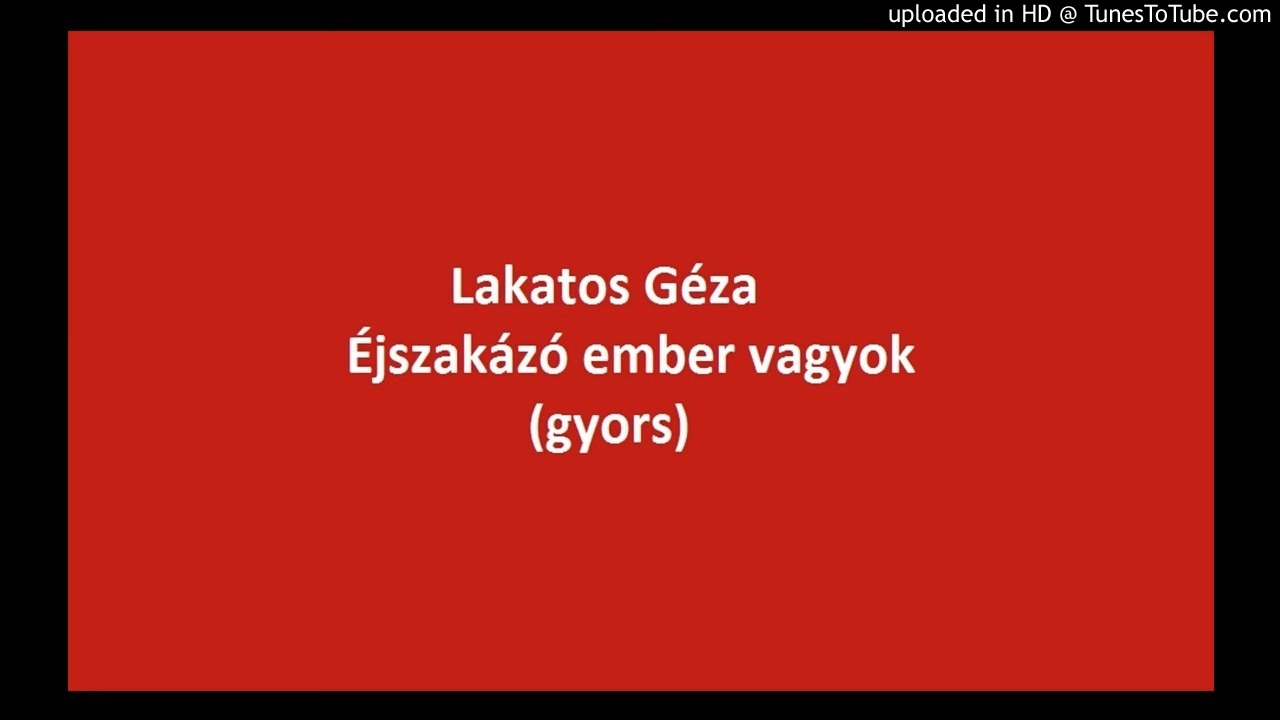 uploaded in HD @ TunesToTube.com
Lakatos Géza
Éjszakázó ember vagyok
(gyors)